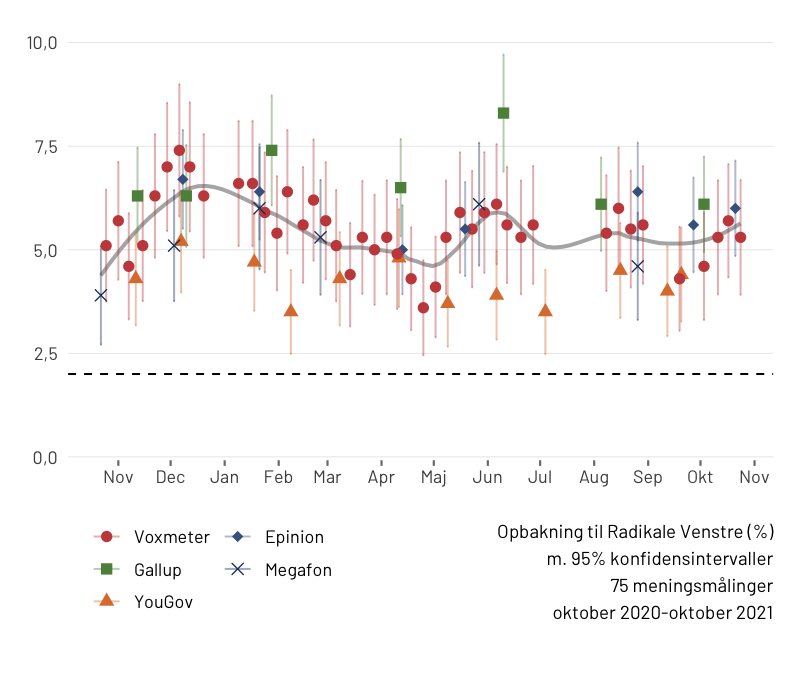 10,0
7,5
5,0
2,5
0,0
Nov Dec Jan Feb Mar Apr Maj Jun Jul Aug Sep Okt Nov
Voxmeter Epinion
Gallup Megafon
YouGov
Opbakning til Radikale Venstre (%)
m. 95% konfidensintervaller
75 meningsmålinger
oktober 2020-oktober 2021